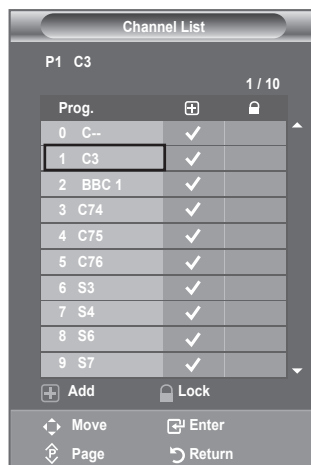 Channel List
P1 C3
1 / 10
Prog.
0 C--
1 C3
2 BBC 1
3 C74
4 C75
5 C76
6 S3
7 S4
8 S6
9 S7
Add Lock
Move Enter
Page Return